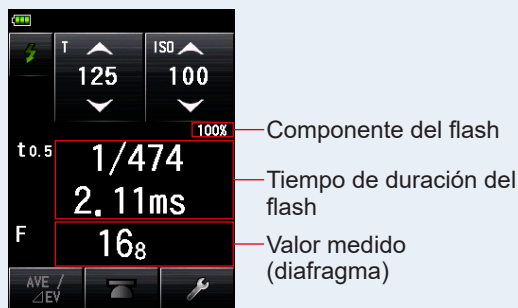 T
ISO
125
100
100%
Componente del flash
t0.5
1/474
2.11ms
Tiempo de duración del
flash
F
168
Valor medido
(diafragma)
AVE /
⊿EV